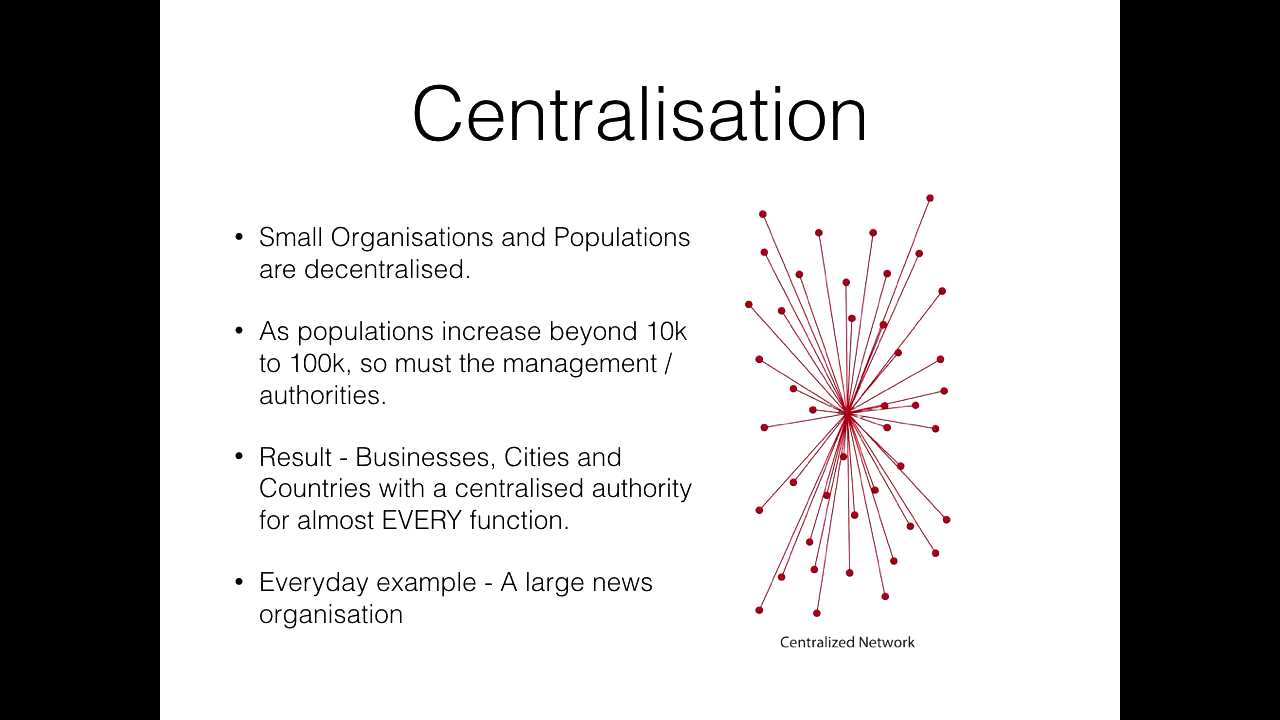 Centralisation
• Small Organisations and Populations
are decentralised.
• As populations increase beyond 10k
to 100k, so must the management /
authorities.
• Result - Businesses, Cities and
Countries with a centralised authority
for almost EVERY function.
• Everyday example - A large news
organisation
Centralized Network